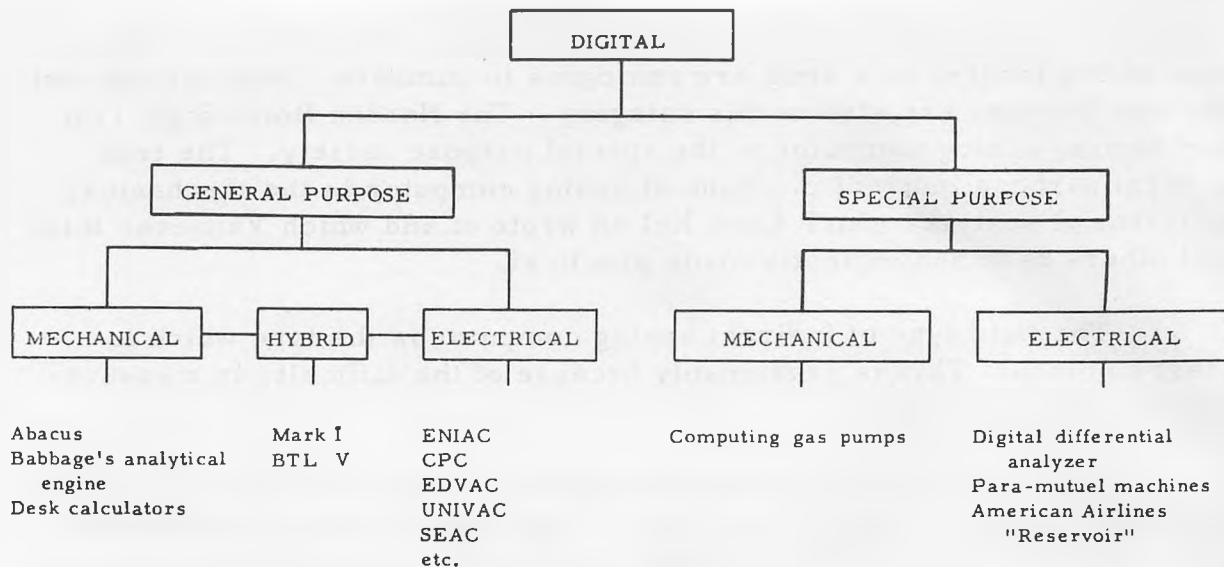 DIGITAL
GENERAL PURPOSE
SPECIAL PURPOSE
MECHANICAL
HYBRID
ELECTRICAL
MECHANICAL
ELECTRICAL
Abacus
Babbage's analytical
engine
Desk calculators
Mark I
BTL V
ENIAC
CPC
EDVAC
UNIVAC
SEAC
etc.
Computing gas pumps
Digital differential
analyzer
Para-mutuel machines
American Airlines
"Reservoir"